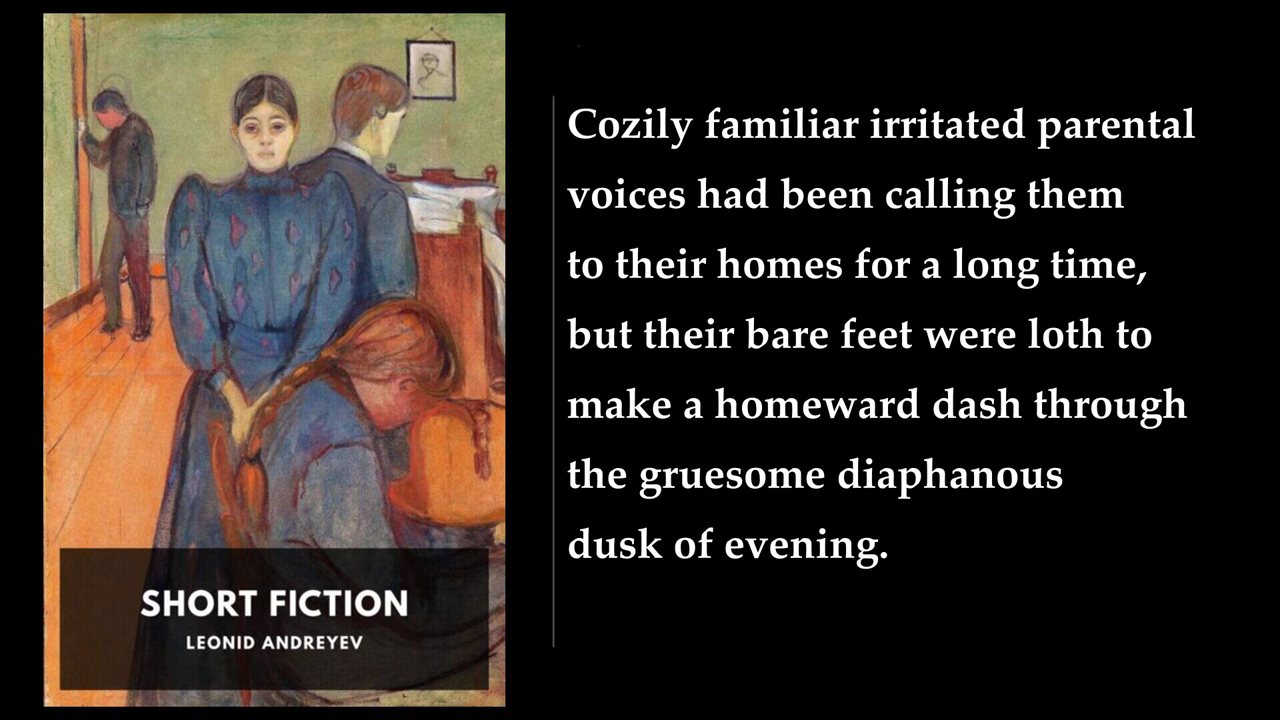 SHORT FICTION
LEONID ANDREYEV
Cozily familiar irritated parental
voices had been calling them
to their homes for a long time,
but their bare feet were loth to
make a homeward dash through
the gruesome diaphanous
dusk of evening.